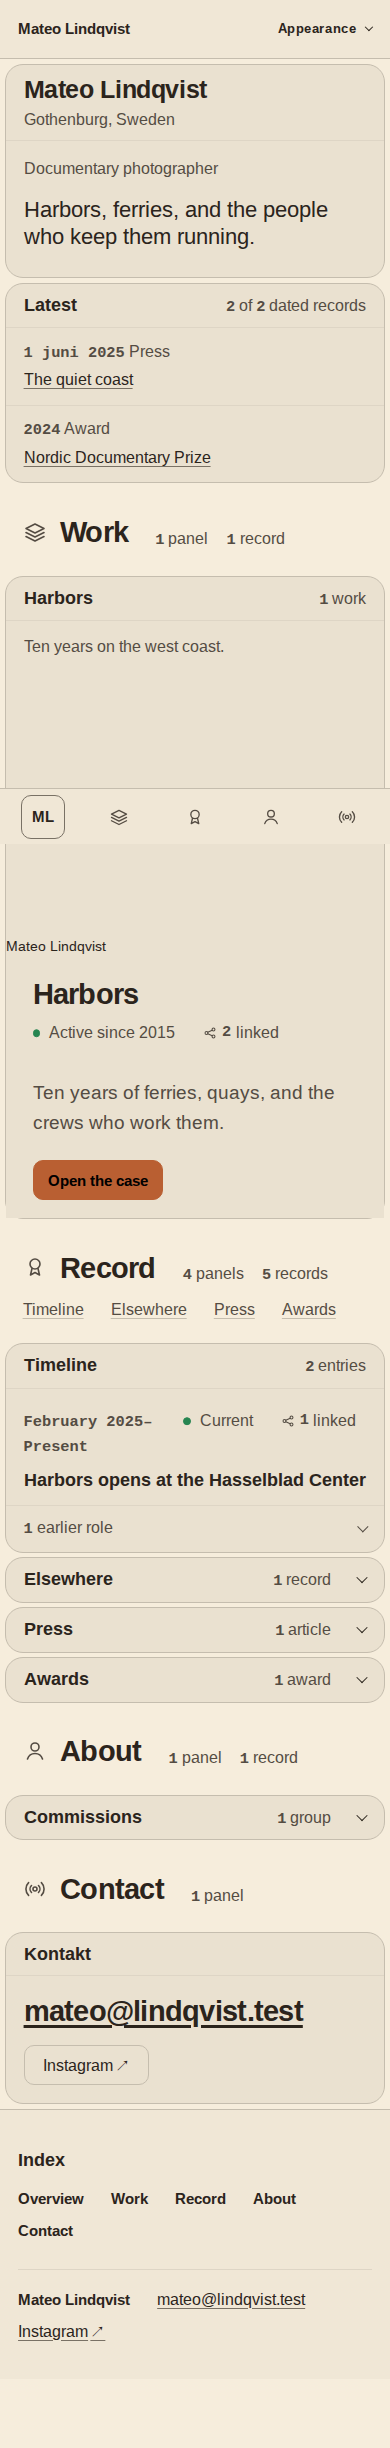 Mateo Lindqvist
Appearance
Mateo Lindqvist
Gothenburg, Sweden
Documentary photographer
Harbors, ferries, and the people
who keep them running.
Latest
2 of 2 dated records
1 juni 2025 Press
The quiet coast
2024 Award
Nordic Documentary Prize
Work
1 panel 1 record
Harbors
1 work
Ten years on the west coast.
ML
Mateo Lindqvist
Harbors
Active since 2015
2 linked
Ten years of ferries, quays, and the
crews who work them.
Open the case
Record
4 panels 5 records
Timeline Elsewhere Press Awards
Timeline
2 entries
February 2025–
Present
Current
1 linked
Harbors opens at the Hasselblad Center
1 earlier role
Elsewhere
1 record
Press
1 article
Awards
1 award
About
1 panel 1 record
Commissions
1 group
Contact
1 panel
Kontakt
mateo@lindqvist.test
Instagram ↗
Index
Overview Work Record About
Contact
Mateo Lindqvist mateo@lindqvist.test
Instagram ↗